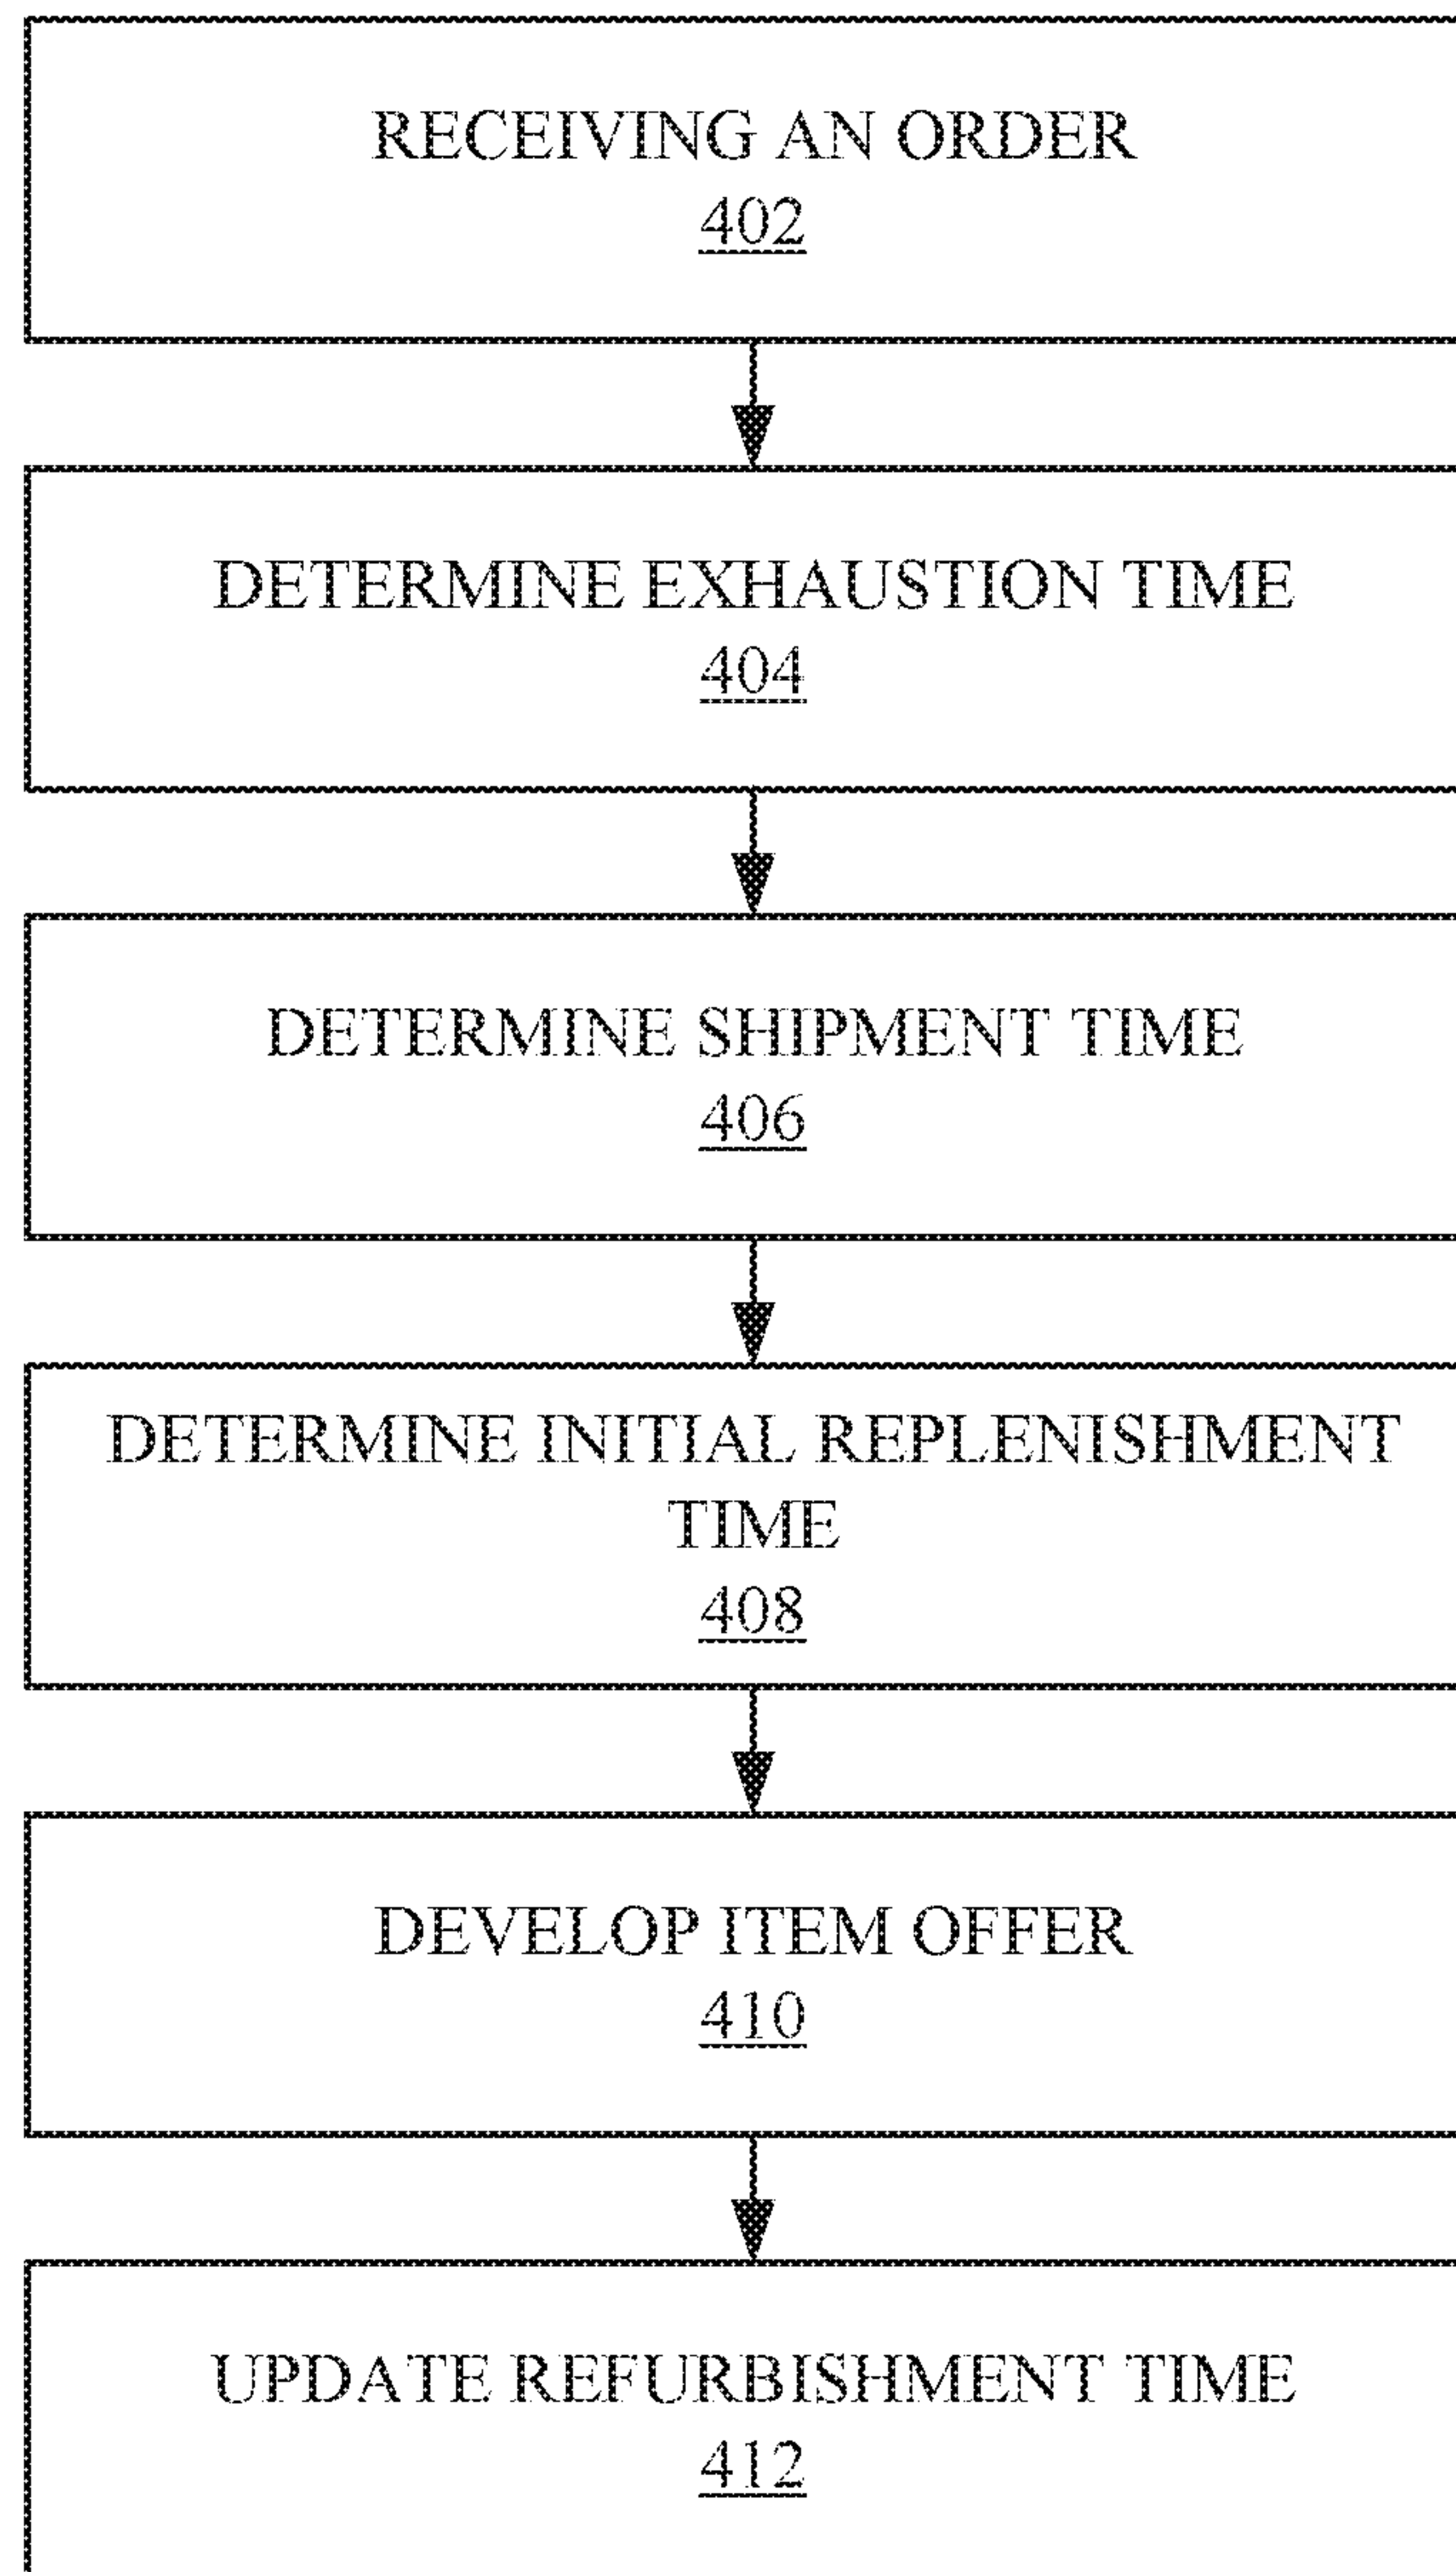 RECEIVING AN ORDER
402
DETERMINE EXHAUSTION TIME
404
DETERMINE SHIPMENT TIME
406
DETERMINE INITIAL REPLENISHMENT
TIME
408
DEVELOP ITEM OFFER
410
UPDATE REFURBISHMENT TIME
412